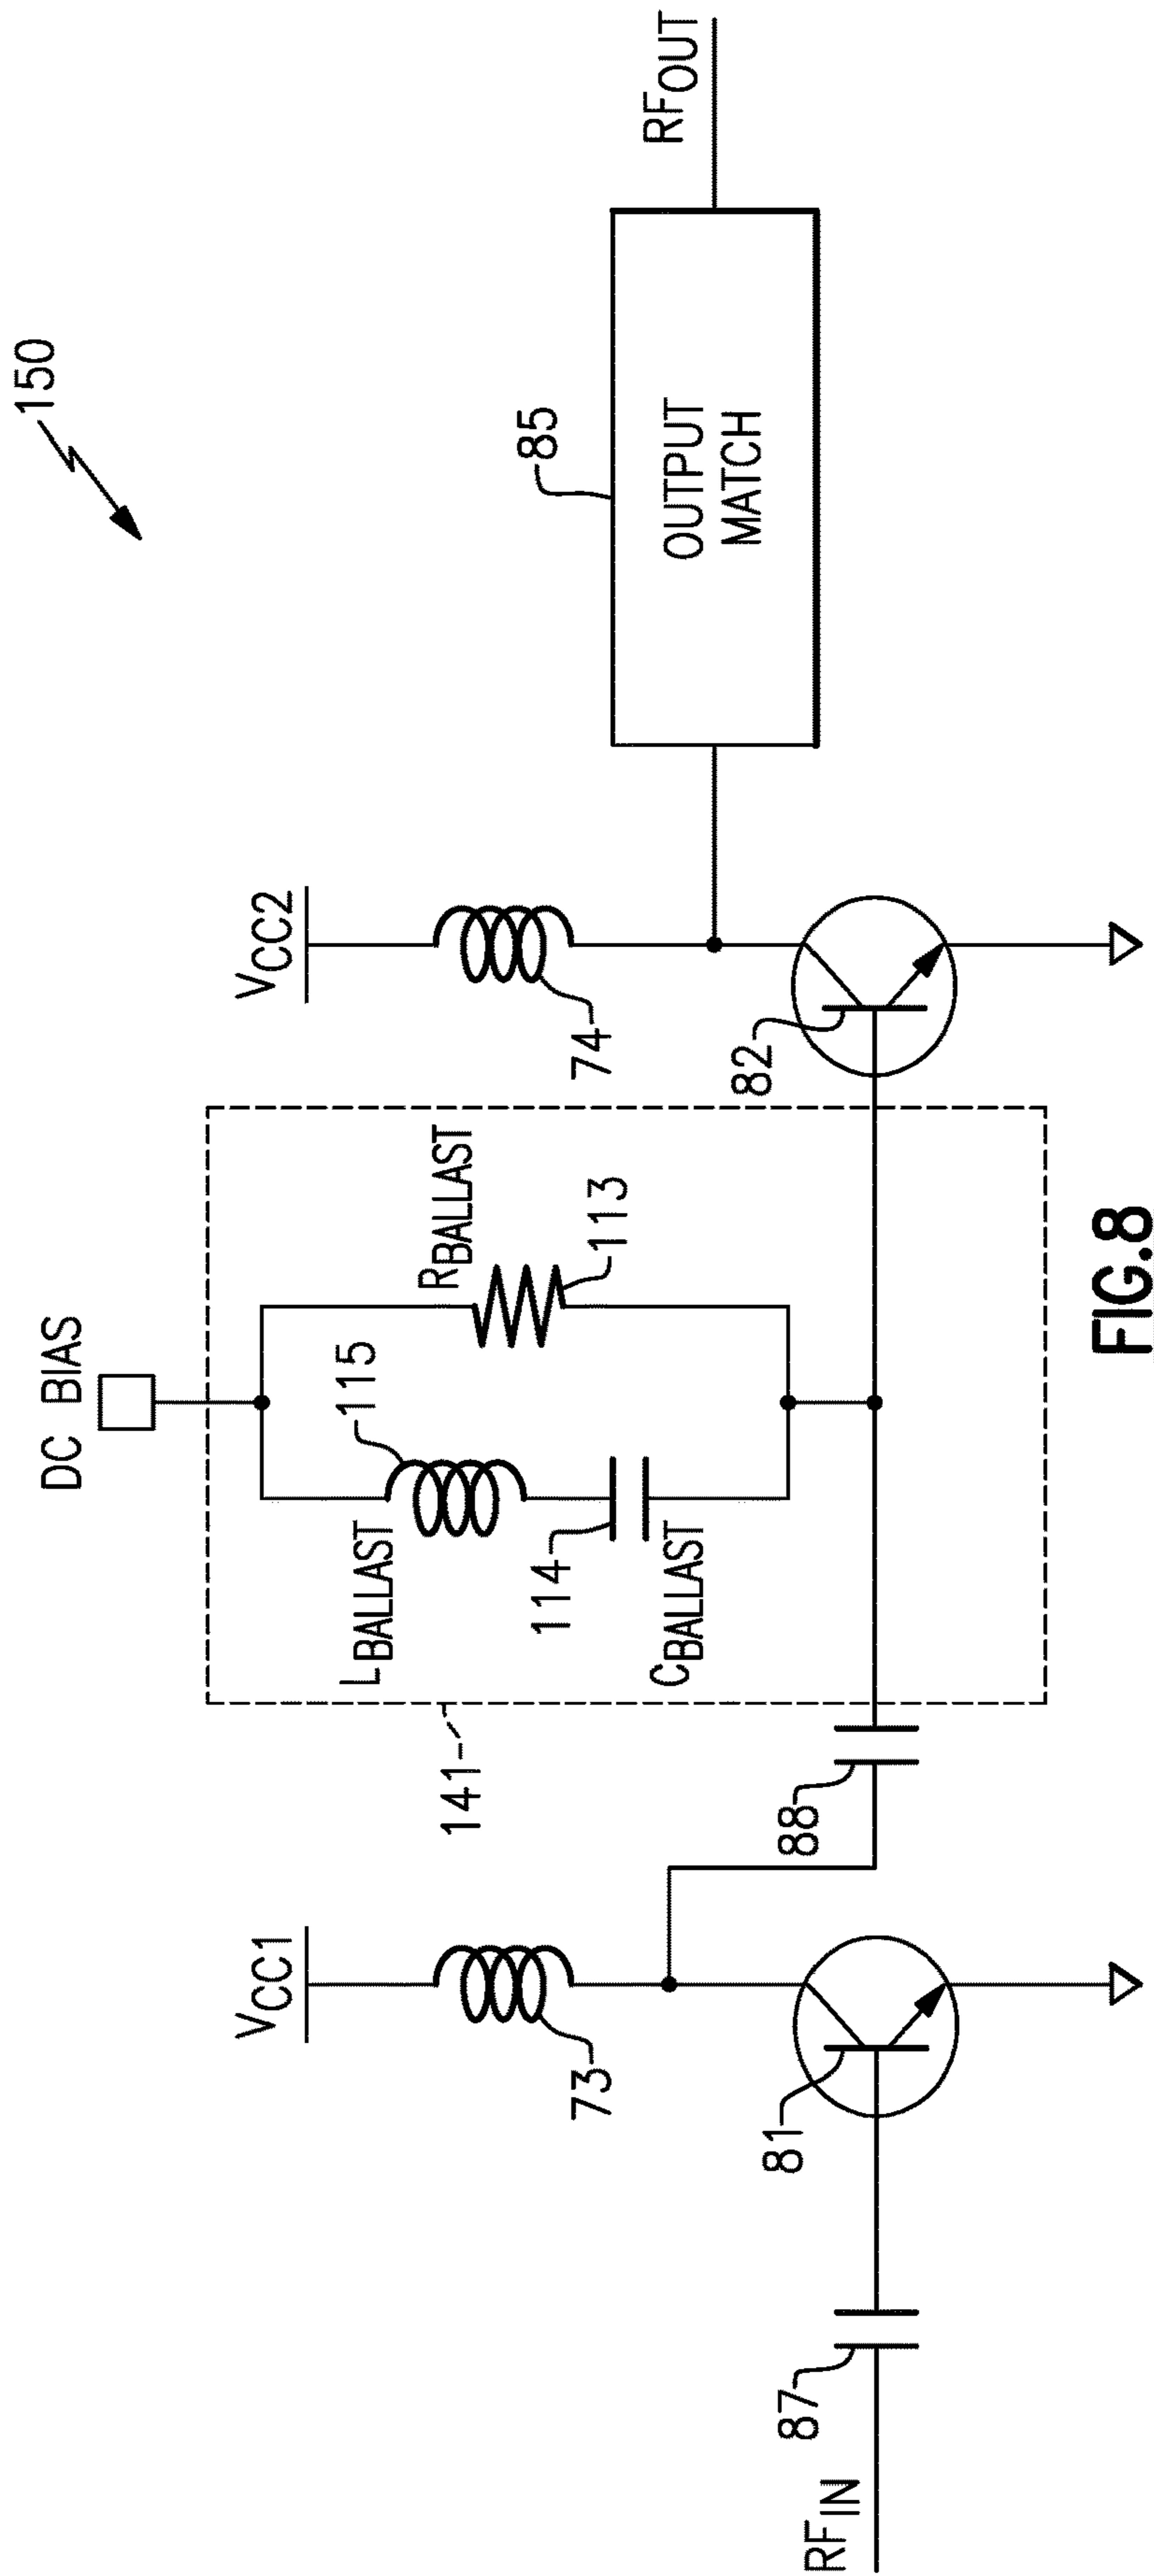 150
DC BIAS
VCC1
VCC2
RFOUT
85
OUTPUT
MATCH
LBALLAST
115
RBALLAST
113
114
CBALLAST
141
73
74
88
81
82
87
RFIN
FIG.8